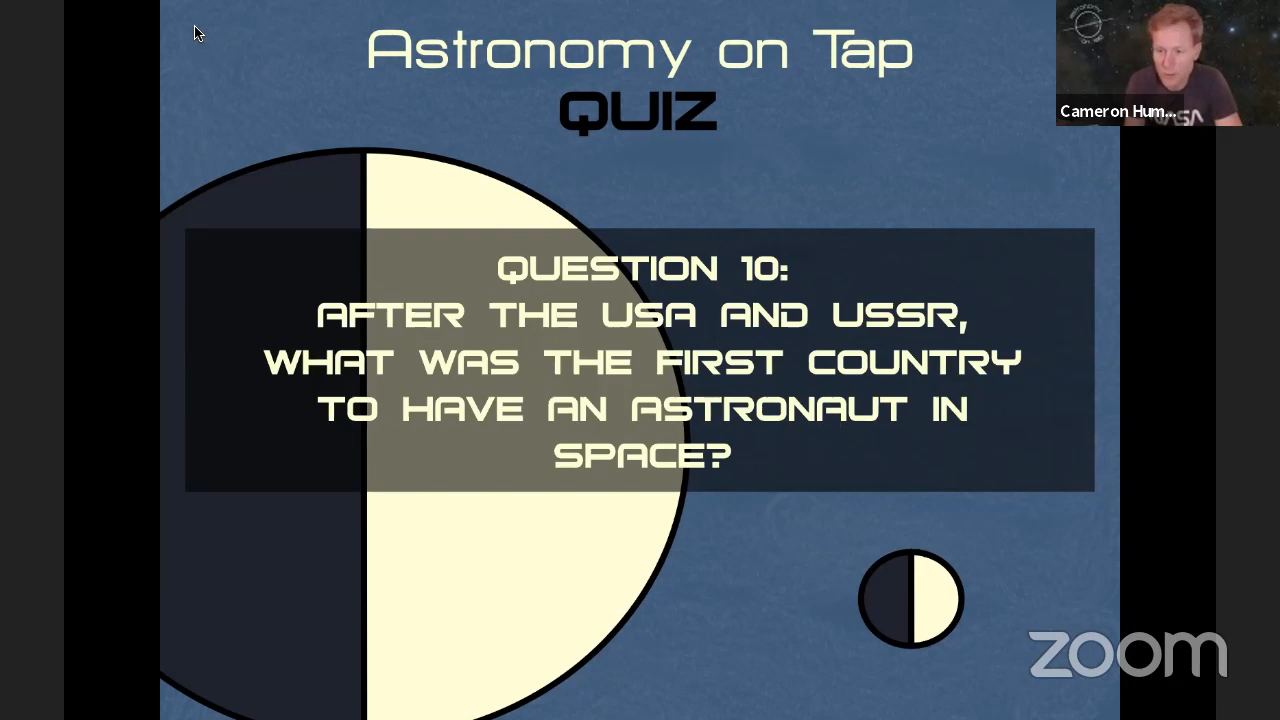 Astronomy on Tap
QUIZ
Cameron Hum...
NASA
QUESTION 10:
AFTER THE USA AND USSR,
WHAT WAS THE FIRST COUNTRY
TO HAVE AN ASTRONAUT IN
SPACE?
zoom